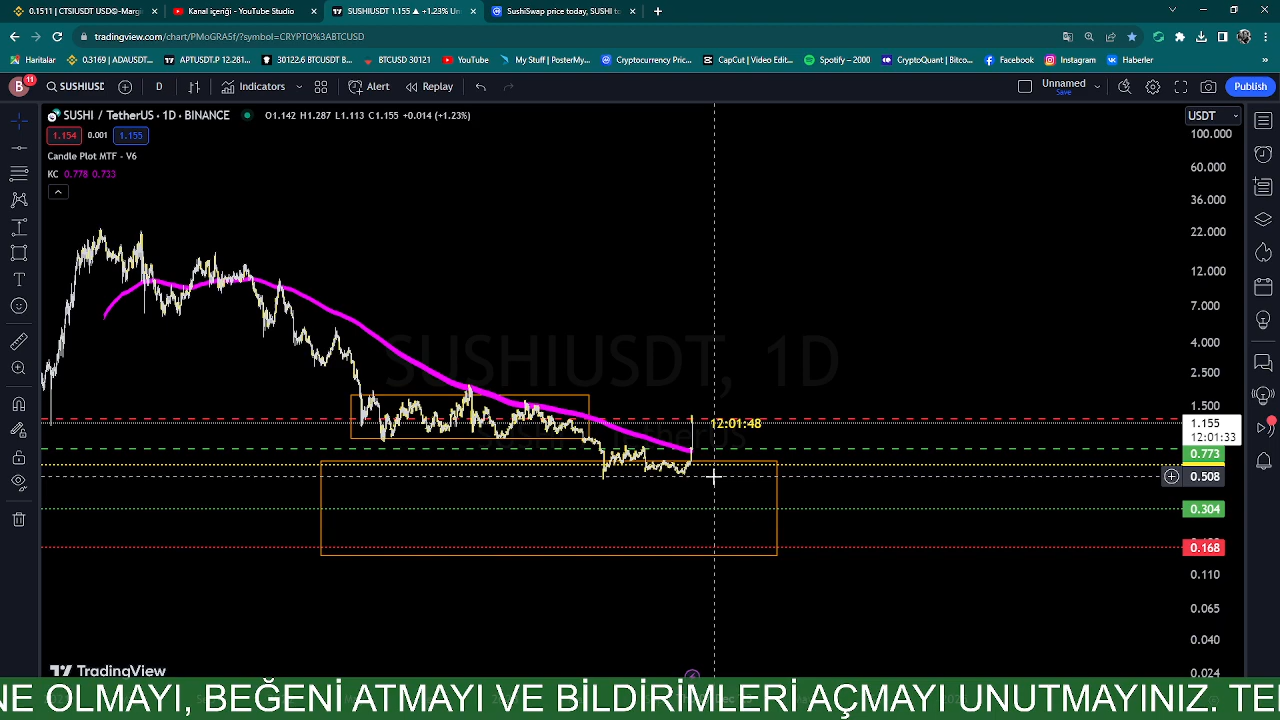 0.1511 | CTSIUSDT USD⊕-Margi
Kanal içeriği - YouTube Studio
SUSHIUSDT 1.155 ▲ +1.23% Un
SushiSwap price today, SUSHI to
tradingview.com/chart/PMoGRA5f/?symbol=CRYPTO%3ABTCUSD
Haritalar
0.3169 | ADAUSDT...
APTUSDT.P 12.281...
30122.6 BTCUSDT B...
BTCUSD 30121
YouTube
My Stuff | PosterMy...
Cryptocurrency Pric...
CapCut | Video Edit...
Spotify – 2000
CryptoQuant | Bitco...
Facebook
Instagram
Haberler
B
11
SUSHIUSD
D
Indicators
Alert
Replay
Unnamed
Save
Publish
SUSHI / TetherUS · 1D · BINANCE
O1.142 H1.287 L1.113 C1.155 +0.014 (+1.23%)
USDT
1.154 0.001 1.155
Candle Plot MTF - V6
KC 0.778 0.733
100.000
60.000
36.000
22.000
12.000
7.000
4.000
2.500
1.500
SUSHIUSDT, 1D
SUSHI / TetherUS
12:01:48
1.155
12:01:33
0.773
0.508
0.304
0.168
0.110
0.065
0.040
0.024
TradingView
NE OLMAYI, BEĞENİ ATMAYI VE BİLDİRİMLERİ AÇMAYI UNUTMAYINIZ. TEL